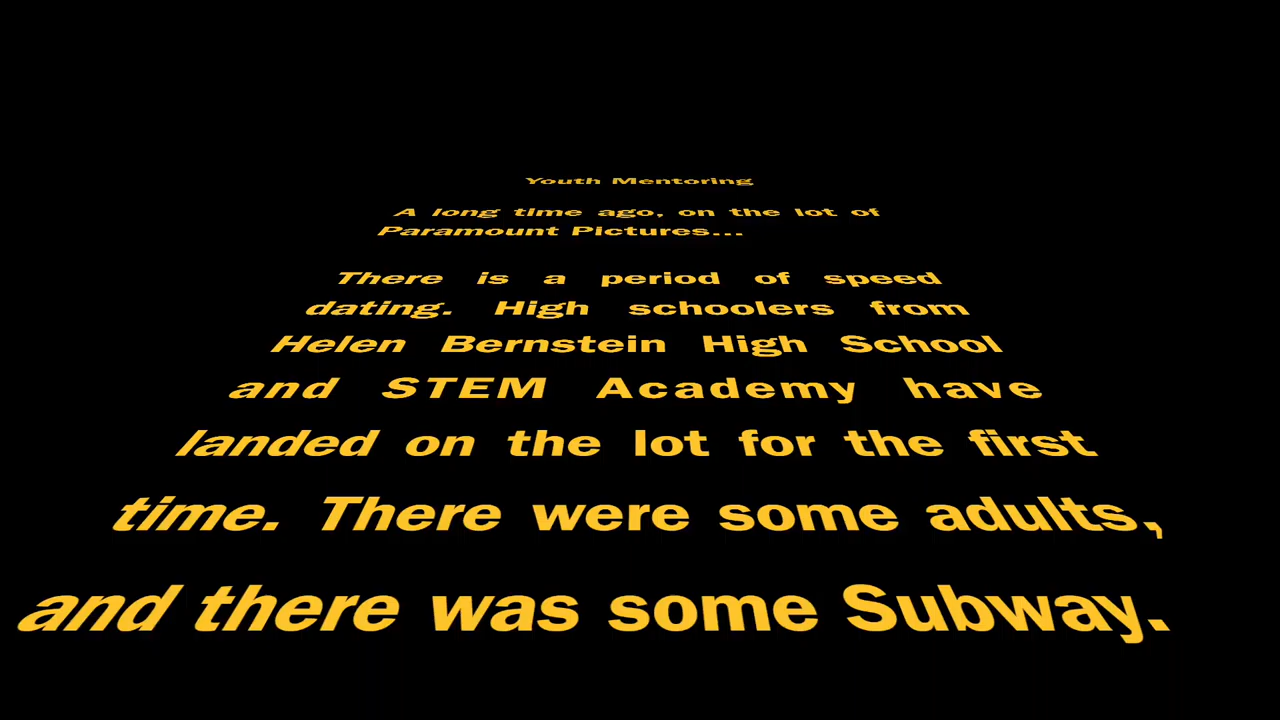 Youth Mentoring
A long time ago, on the lot of
Paramount Pictures...
There is a period of speed
dating. High schoolers from
Helen Bernstein High School
and STEM Academy have
landed on the lot for the first
time. There were some adults,
and there was some Subway.